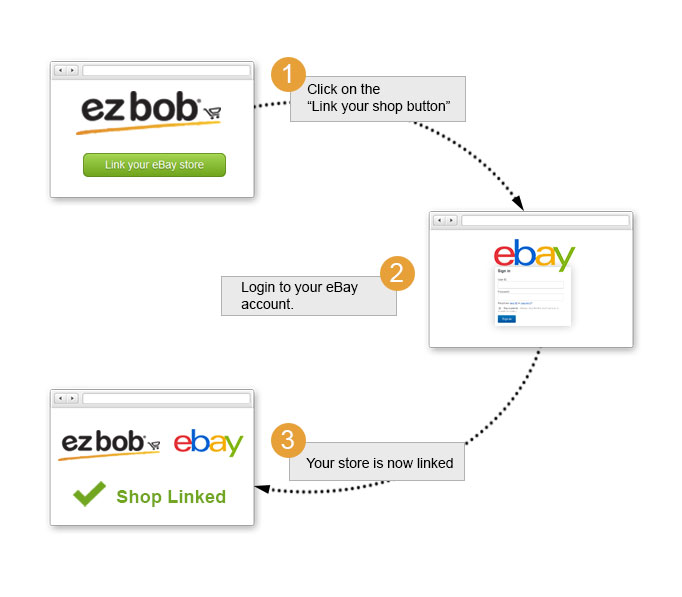 1
Click on the
“Link your shop button”
ezbob
Link your eBay store
ebay
Sign in
2
Login to your eBay
account.
3
Your store is now linked
ezbob ebay
Shop Linked